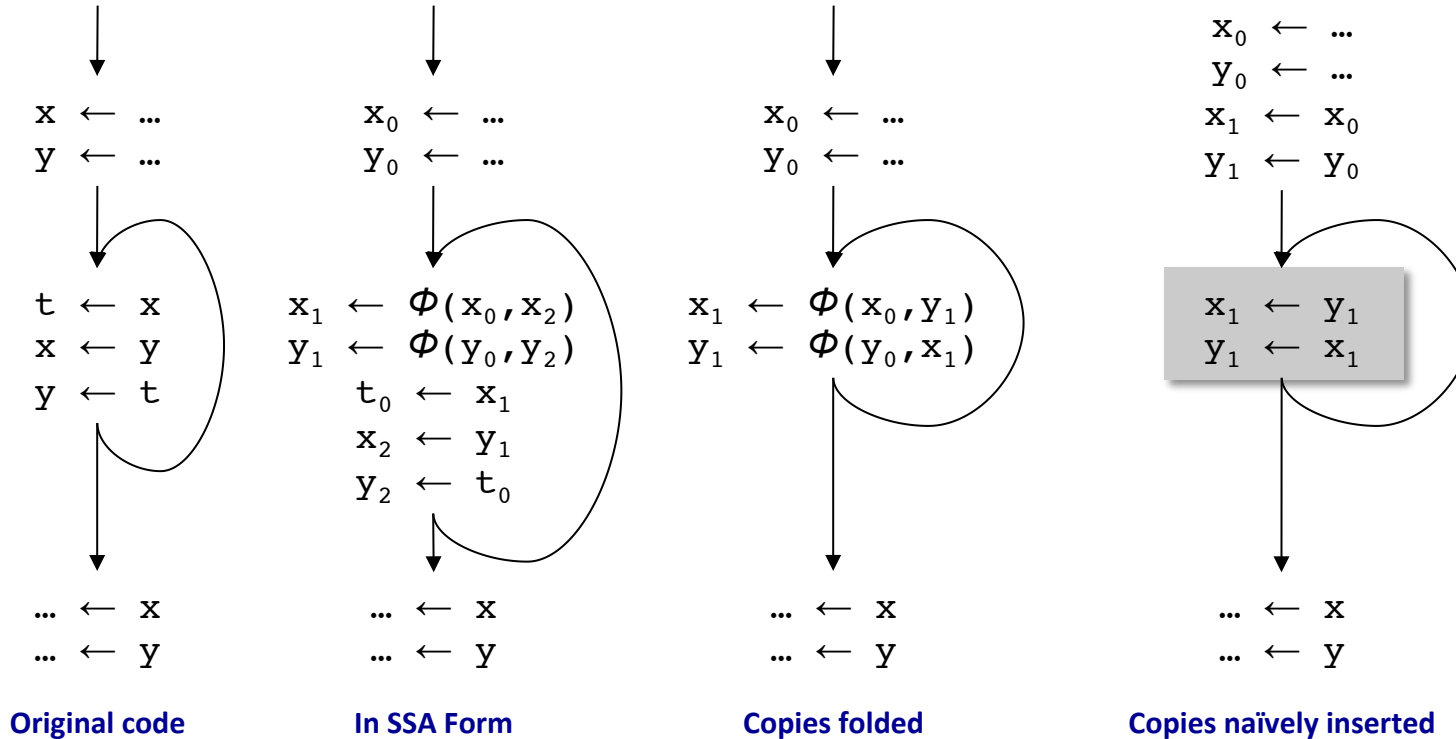 x ← …
y ← …
t ← x
x ← y
y ← t
… ← x
… ← y
Original code
x₀ ← …
y₀ ← …
x₁ ← Φ(x₀,x₂)
y₁ ← Φ(y₀,y₂)
t₀ ← x₁
x₂ ← y₁
y₂ ← t₀
… ← x
… ← y
In SSA Form
x₀ ← …
y₀ ← …
x₁ ← Φ(x₀,y₁)
y₁ ← Φ(y₀,x₁)
… ← x
… ← y
Copies folded
x₀ ← …
y₀ ← …
x₁ ← x₀
y₁ ← y₀
x₁ ← y₁
y₁ ← x₁
… ← x
… ← y
Copies naïvely inserted